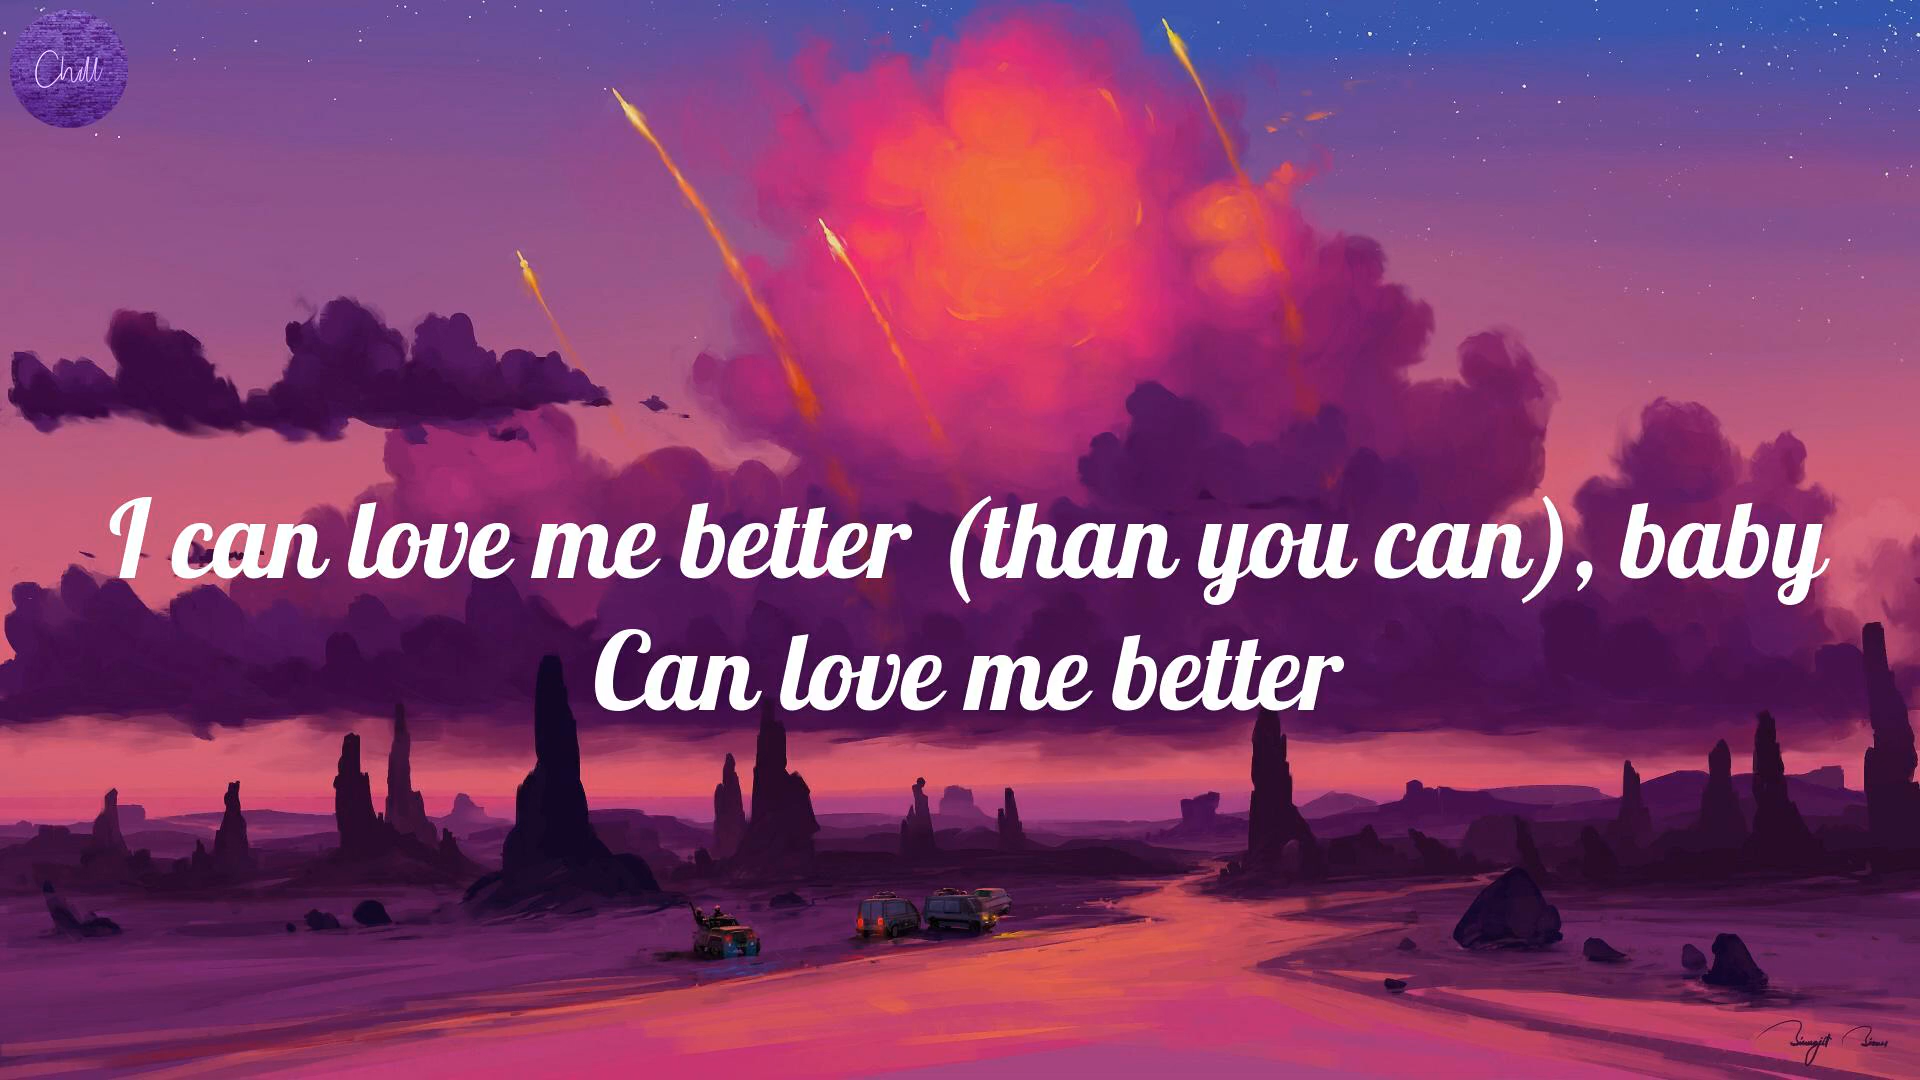 Chill
I can love me better (than you can), baby
Can love me better